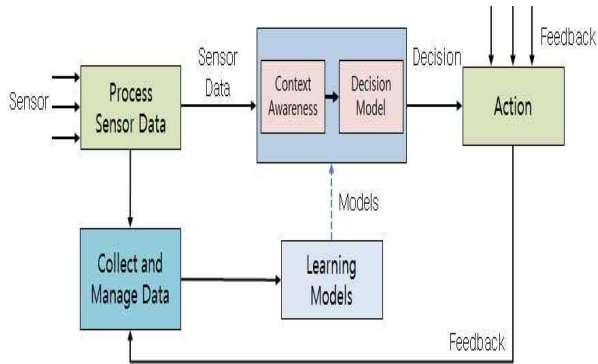 Feedback
Sensor
Process
Sensor Data
Sensor
Data
Context
Awareness
Decision
Model
Decision
Action
Models
Collect and
Manage Data
Learning
Models
Feedback